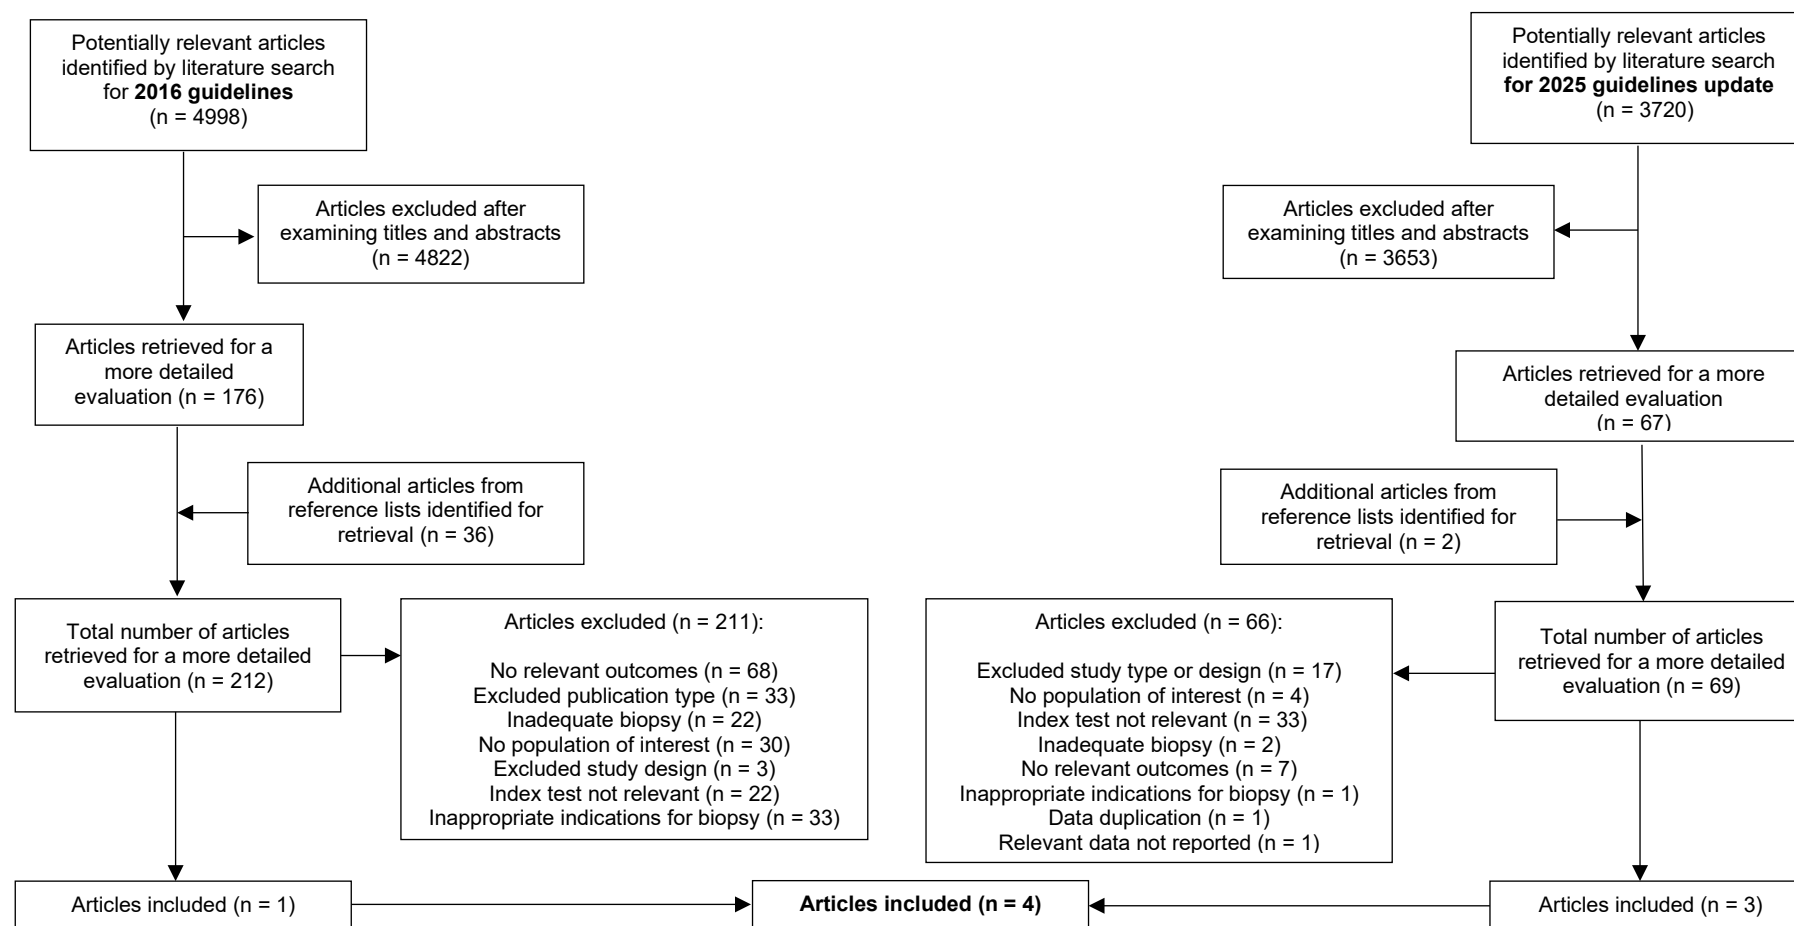 Potentially relevant articles
identified by literature search
for 2016 guidelines
(n = 4998)
Articles excluded after
examining titles and abstracts
(n = 4822)
Articles retrieved for a
more detailed
evaluation (n = 176)
Additional articles from
reference lists identified for
retrieval (n = 36)
Total number of articles
retrieved for a more detailed
evaluation (n = 212)
Articles excluded (n = 211):
No relevant outcomes (n = 68)
Excluded publication type (n = 33)
Inadequate biopsy (n = 22)
No population of interest (n = 30)
Excluded study design (n = 3)
Index test not relevant (n = 22)
Inappropriate indications for biopsy (n = 33)
Articles included (n = 1)
Potentially relevant articles
identified by literature search
for 2025 guidelines update
(n = 3720)
Articles excluded after
examining titles and abstracts
(n = 3653)
Articles retrieved for a more
detailed evaluation
(n = 67)
Additional articles from
reference lists identified for
retrieval (n = 2)
Total number of articles
retrieved for a more detailed
evaluation (n = 69)
Articles excluded (n = 66):
Excluded study type or design (n = 17)
No population of interest (n = 4)
Index test not relevant (n = 33)
Inadequate biopsy (n = 2)
No relevant outcomes (n = 7)
Inappropriate indications for biopsy (n = 1)
Data duplication (n = 1)
Relevant data not reported (n = 1)
Articles included (n = 3)
Articles included (n = 4)